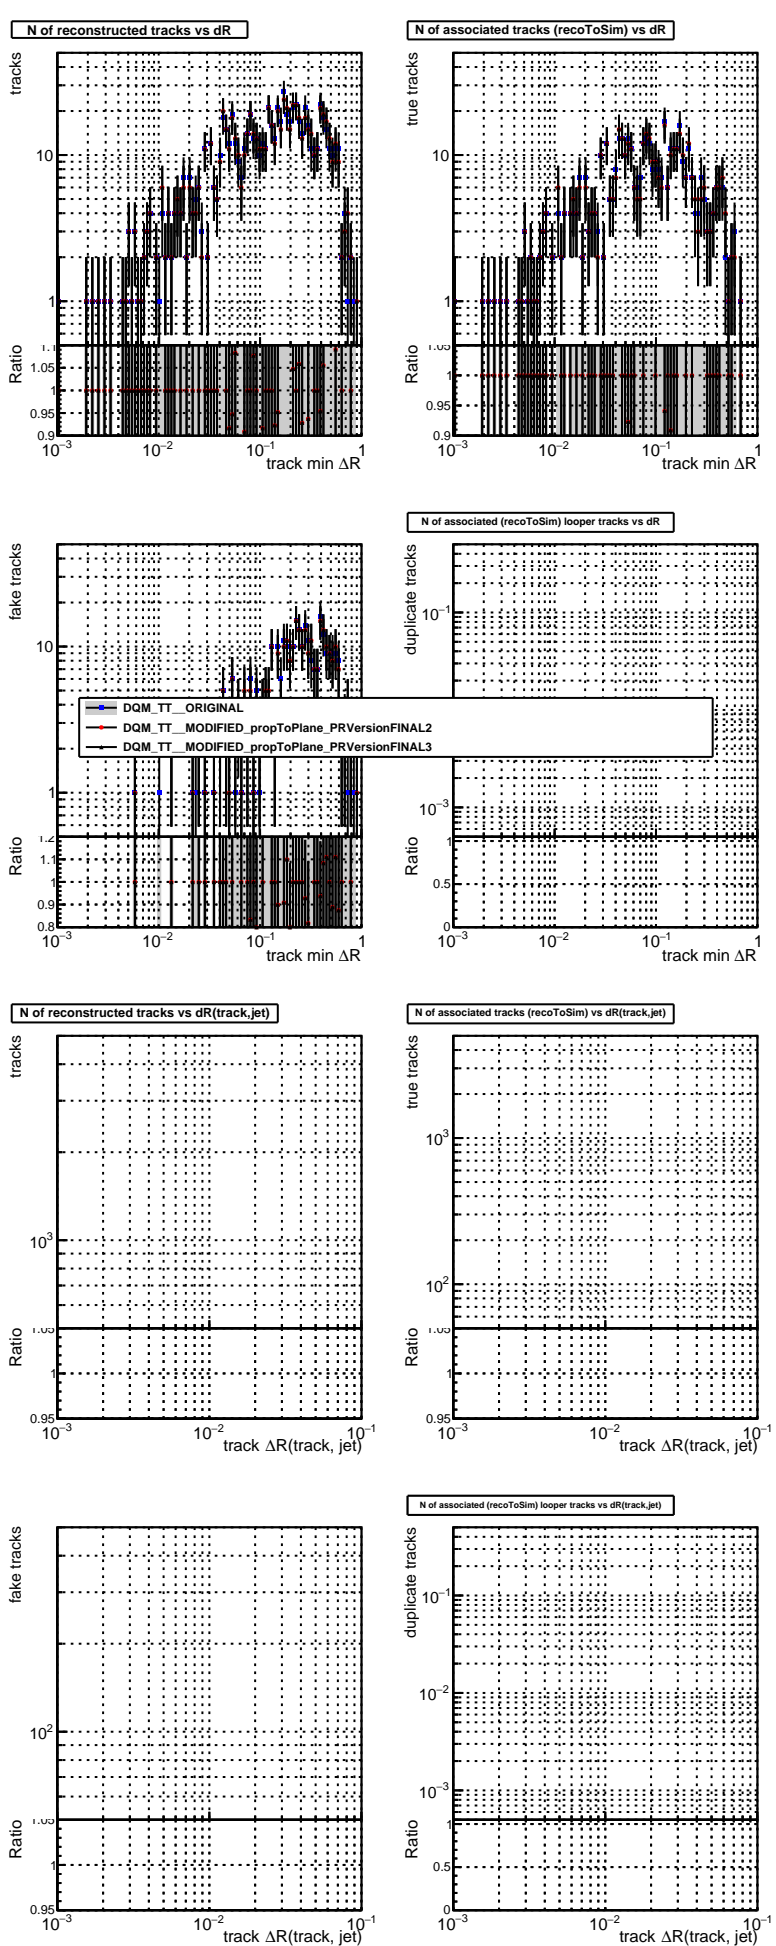 N of reconstructed tracks vs dR
tracks
10
1
Ratio
1.1
1.05
1
0.95
0.9
10⁻³ 10⁻² 10⁻¹ 1
track min ΔR
N of associated tracks (recoToSim) vs dR
true tracks
10
1
Ratio
1.05
1
0.95
0.9
10⁻³ 10⁻² 10⁻¹ 1
track min ΔR
fake tracks
10
1
Ratio
1.2
1.1
1
0.9
0.8
10⁻³ 10⁻² 10⁻¹ 1
track min ΔR
N of associated (recoToSim) looper tracks vs dR
duplicate tracks
10⁻¹
10⁻³
Ratio
1
0.5
0
10⁻³ 10⁻² 10⁻¹ 1
track min ΔR
DQM_TT__ORIGINAL
DQM_TT__MODIFIED_propToPlane_PRVersionFINAL2
DQM_TT__MODIFIED_propToPlane_PRVersionFINAL3
N of reconstructed tracks vs dR(track,jet)
tracks
10³
Ratio
1.05
1
0.95
10⁻³ 10⁻² 10⁻¹
track ΔR(track, jet)
N of associated tracks (recoToSim) vs dR(track,jet)
true tracks
10³
10²
Ratio
1.05
1
0.95
10⁻³ 10⁻² 10⁻¹
track ΔR(track, jet)
fake tracks
10²
Ratio
1.05
1
0.95
10⁻³ 10⁻² 10⁻¹
track ΔR(track, jet)
N of associated (recoToSim) looper tracks vs dR(track,jet)
duplicate tracks
10⁻¹
10⁻²
10⁻³
Ratio
1
0.5
0
10⁻³ 10⁻² 10⁻¹
track ΔR(track, jet)